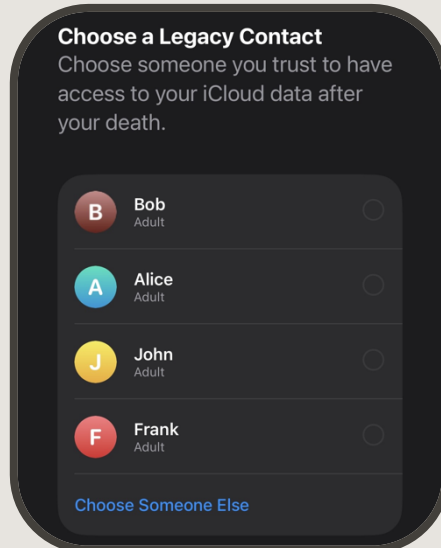 Choose a Legacy Contact
Choose someone you trust to have
access to your iCloud data after
your death.
B
Bob
Adult
A
Alice
Adult
J
John
Adult
F
Frank
Adult
Choose Someone Else